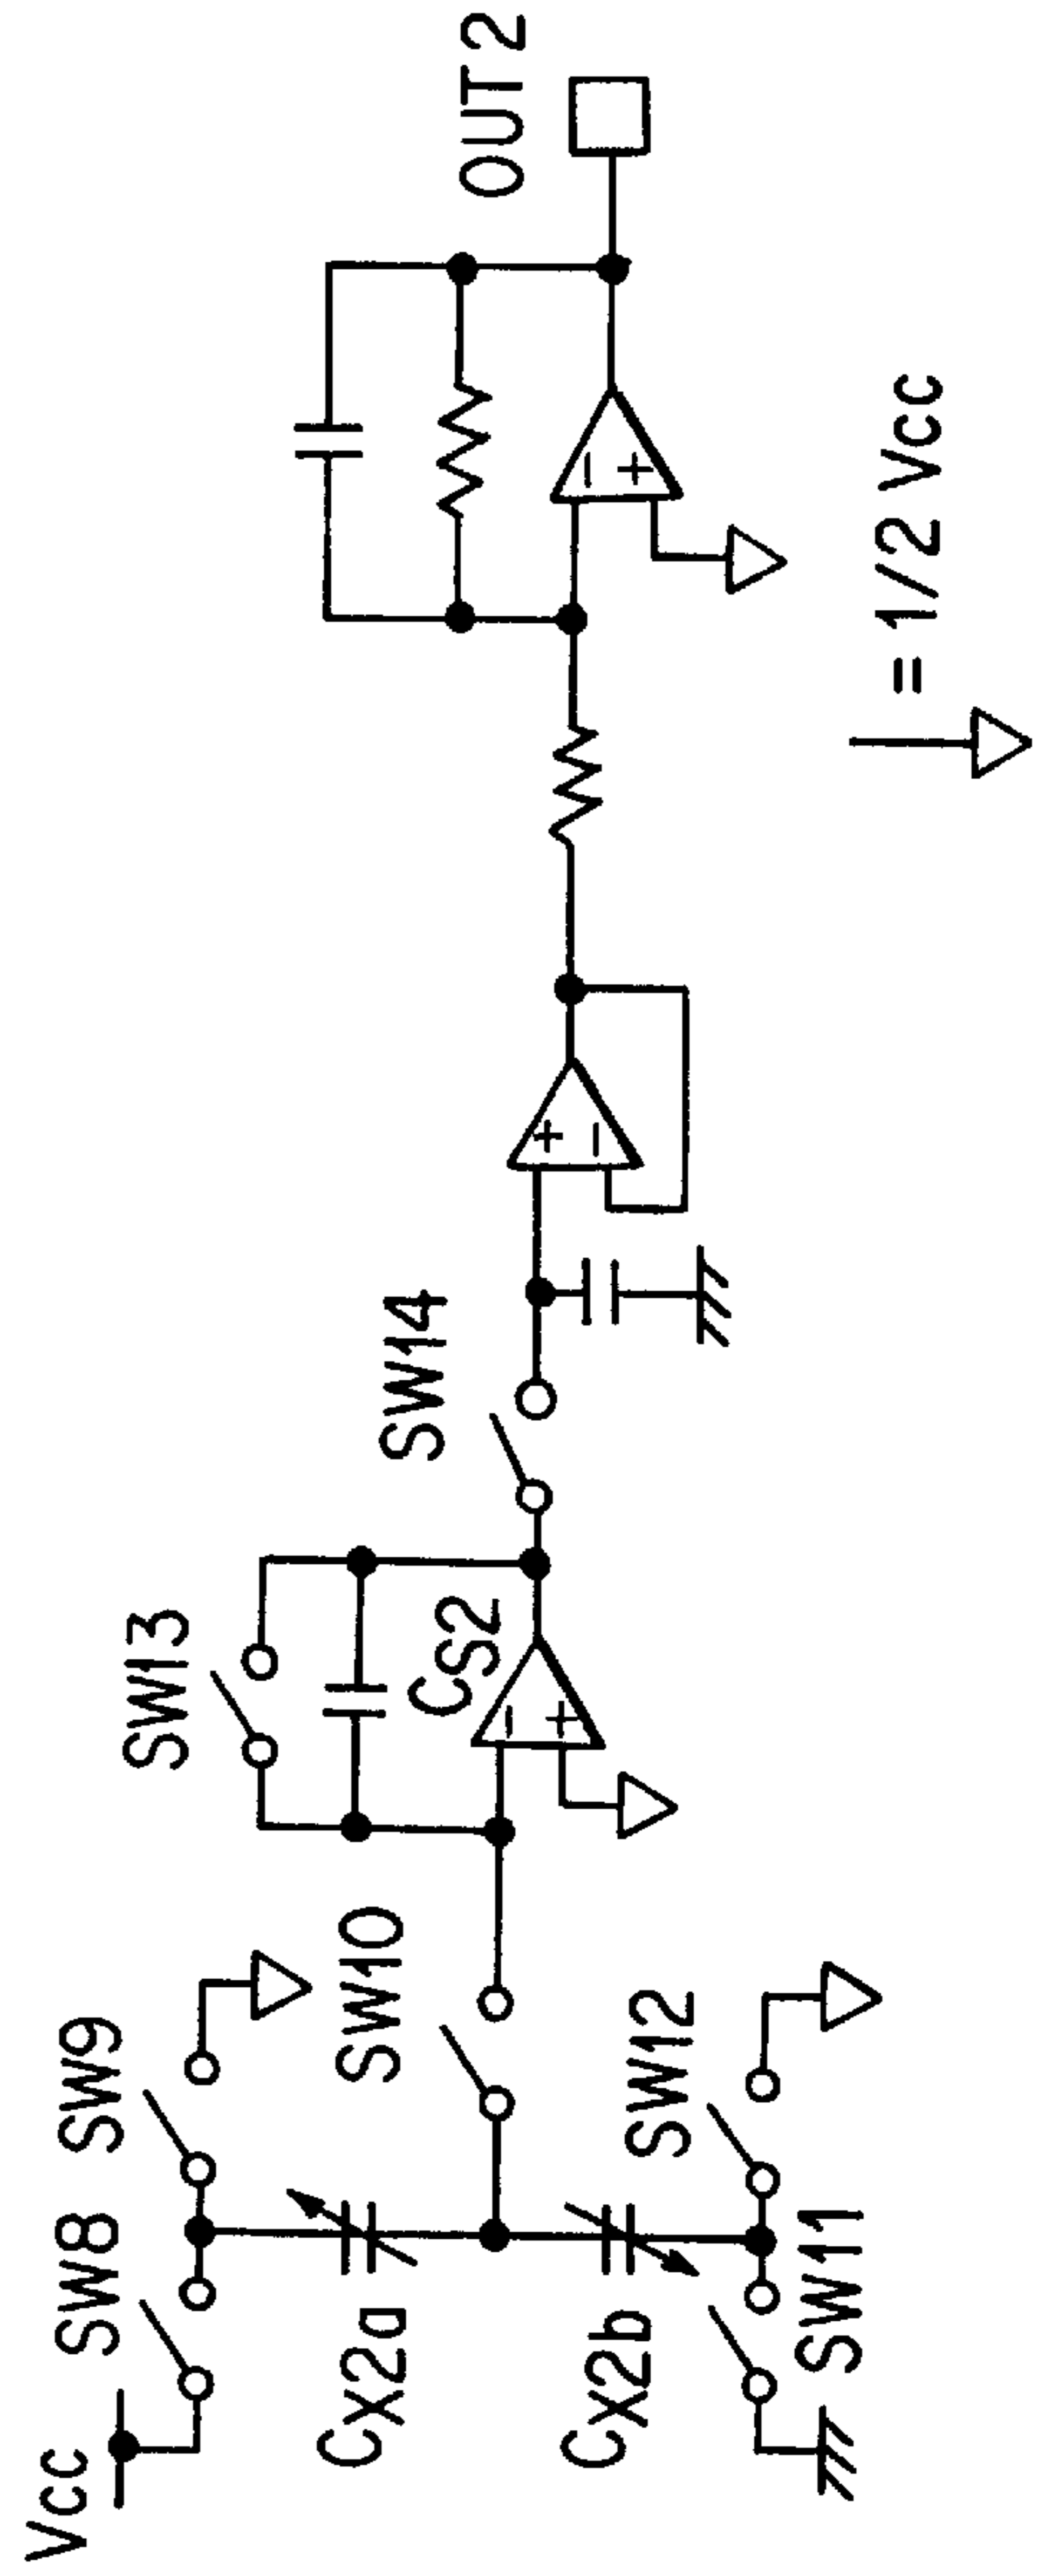 Vcc
SW8
SW9
Cx2a
SW10
Cx2b
SW12
SW11
SW13
Cs2
SW14
OUT2
= 1/2 Vcc
−
+
+
−
−
+